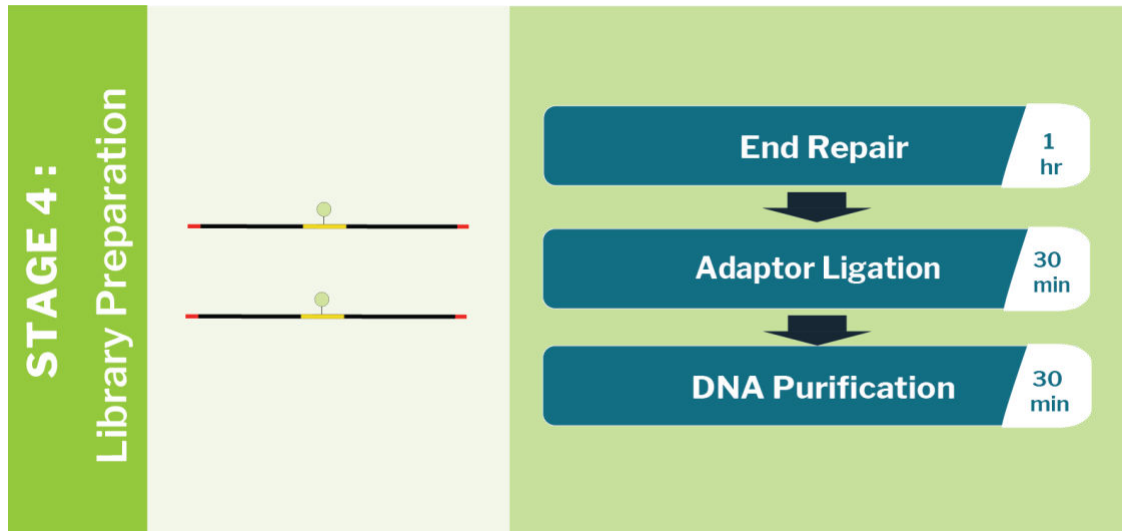 STAGE 4:
Library Preparation
End Repair
1
hr
Adaptor Ligation
30
min
DNA Purification
30
min